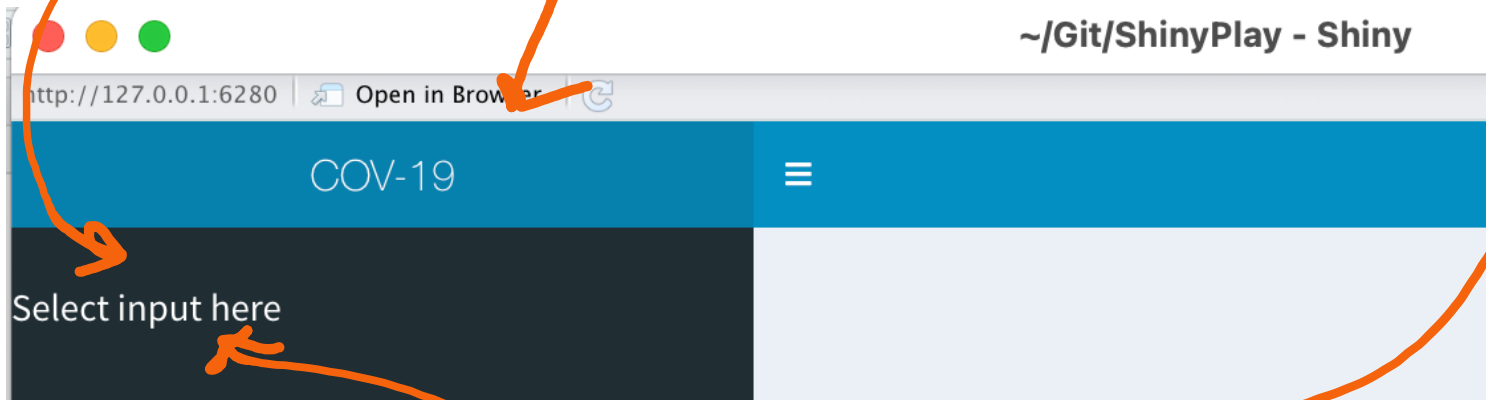 ~/Git/ShinyPlay - Shiny
http://127.0.0.1:6280 Open in Browser
COV-19
Select input here